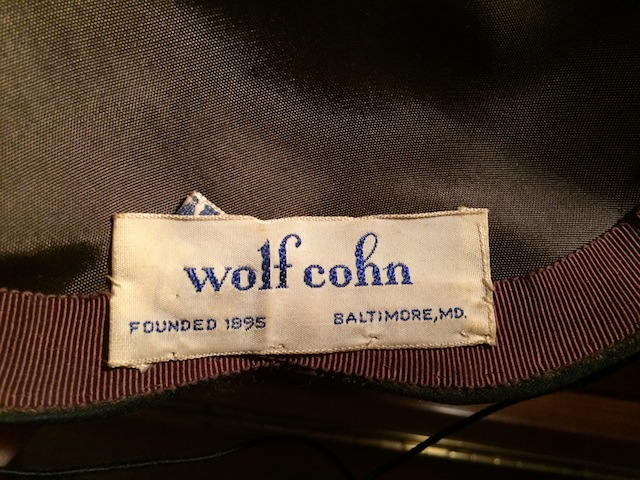 wolf cohn
FOUNDED 1895 BALTIMORE, MD.